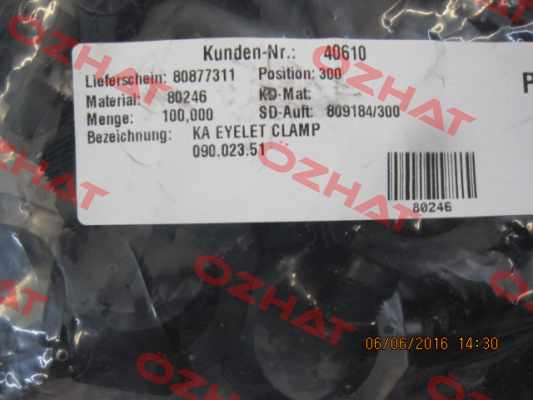 Kunden-Nr.: 40610
Lieferschein: 80877311 Position: 300
Material: 80246 KD-Mat:
Menge: 100,000 SD-Auft: 809184/300
Bezeichnung: KA EYELET CLAMP
090.023.51
P
80246
OZHAT
OZHAT
OZHAT
OZHAT
OZHAT
OZHAT
OZHAT
06/06/2016 14:30